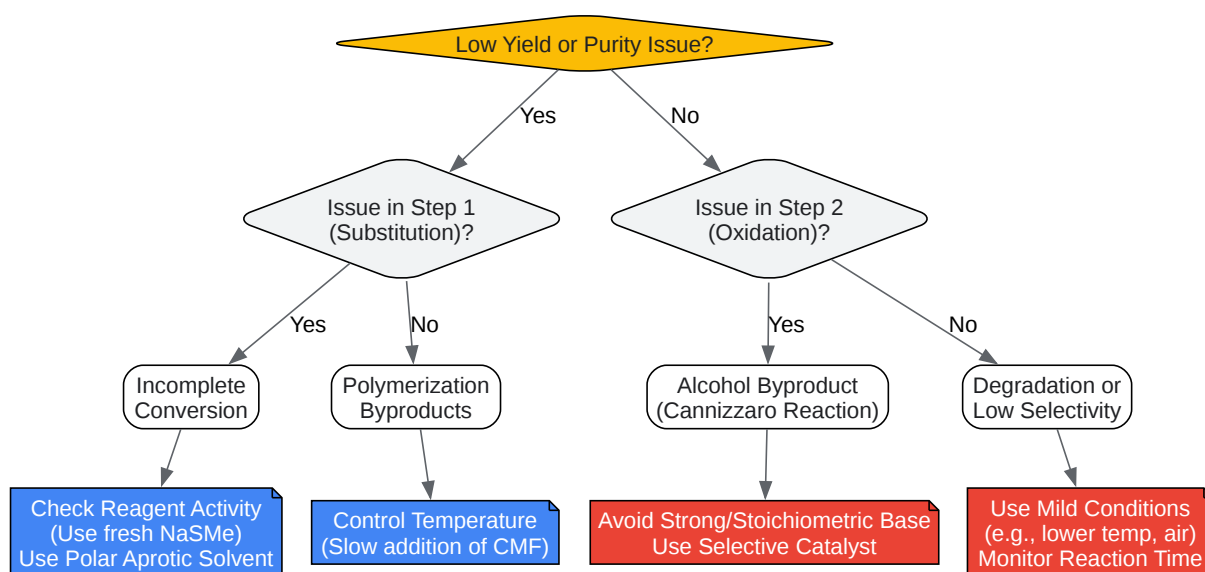 Low Yield or Purity Issue?
Yes
No
Issue in Step 1
(Substitution)?
Issue in Step 2
(Oxidation)?
Yes
No
Yes
No
Incomplete
Conversion
Polymerization
Byproducts
Alcohol Byproduct
(Cannizzaro Reaction)
Degradation or
Low Selectivity
Check Reagent Activity
(Use fresh NaSMe)
Use Polar Aprotic Solvent
Control Temperature
(Slow addition of CMF)
Avoid Strong/Stoichiometric Base
Use Selective Catalyst
Use Mild Conditions
(e.g., lower temp, air)
Monitor Reaction Time